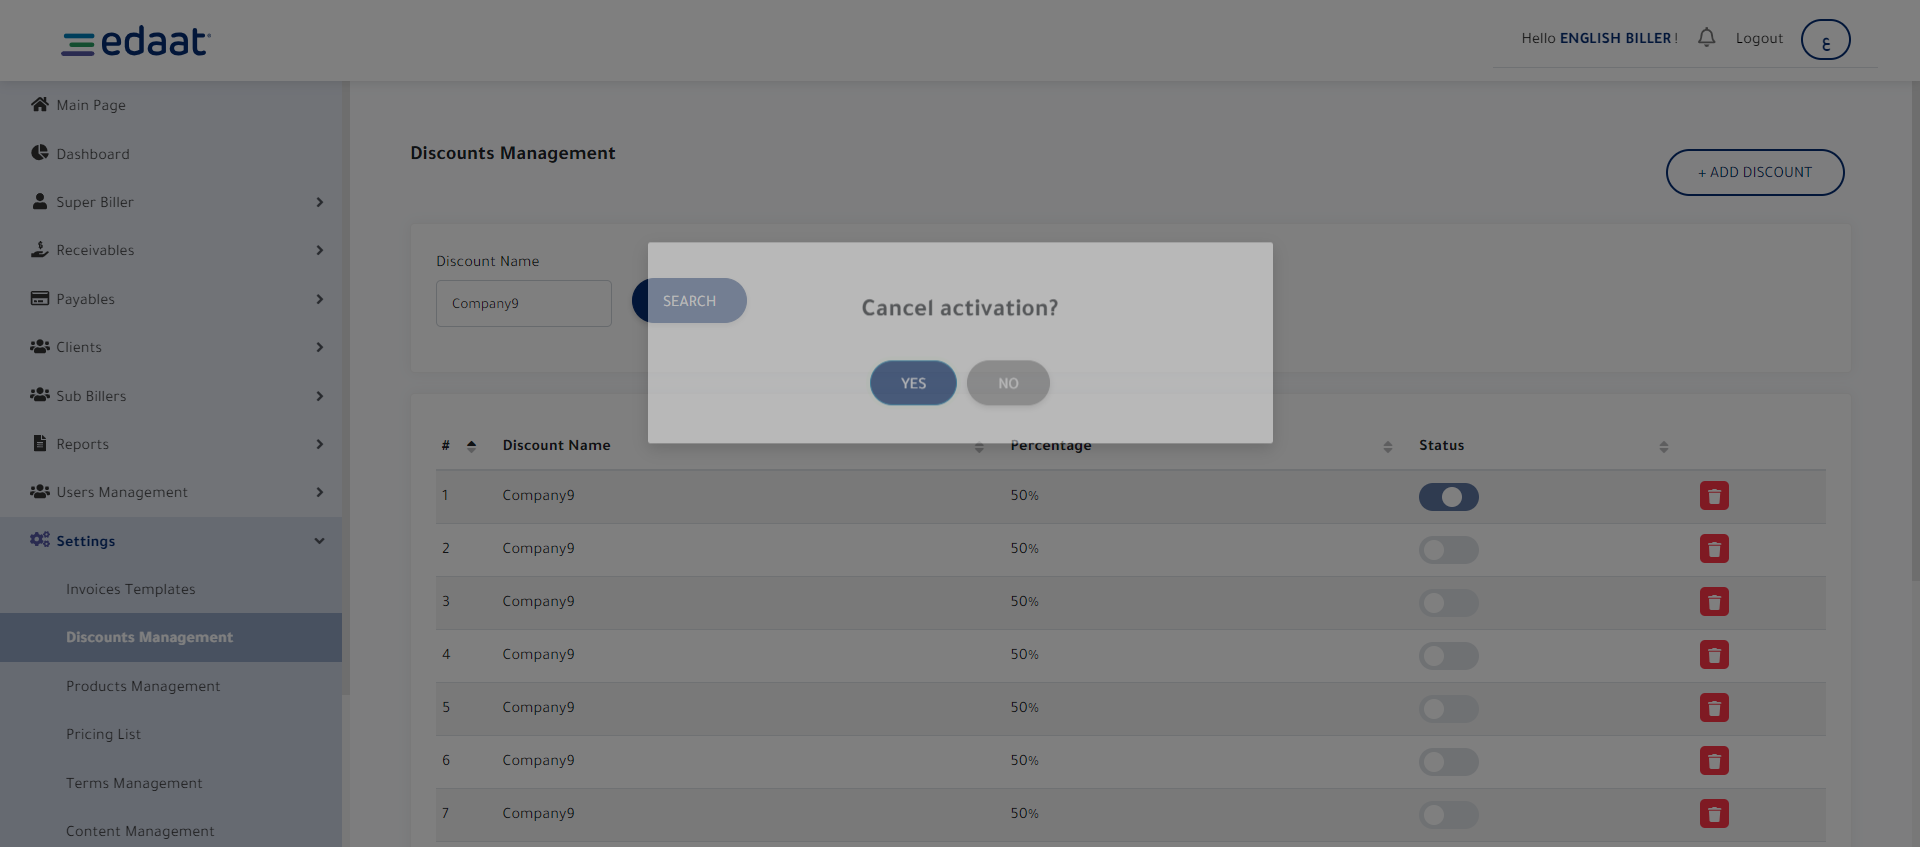 edaat
Hello ENGLISH BILLER !
Logout
ع
Main Page
Dashboard
Super Biller
Receivables
Payables
Clients
Sub Billers
Reports
Users Management
Settings
Invoices Templates
Discounts Management
Products Management
Pricing List
Terms Management
Content Management
Discounts Management
+ ADD DISCOUNT
Discount Name
Company9
SEARCH
Cancel activation?
YES NO
# Discount Name Percentage Status
1 Company9 50%
2 Company9 50%
3 Company9 50%
4 Company9 50%
5 Company9 50%
6 Company9 50%
7 Company9 50%